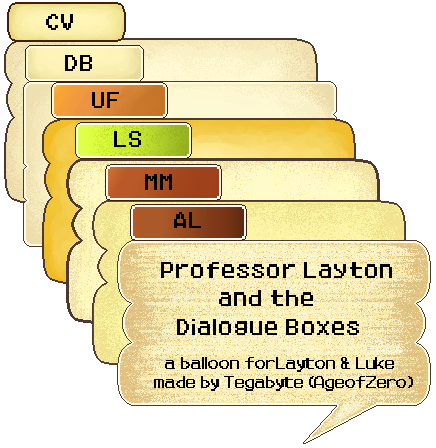 CV
DB
UF
LS
MM
AL
Professor Layton
and the
Dialogue Boxes
a balloon forLayton & Luke
made by Tegabyte (AgeofZero)